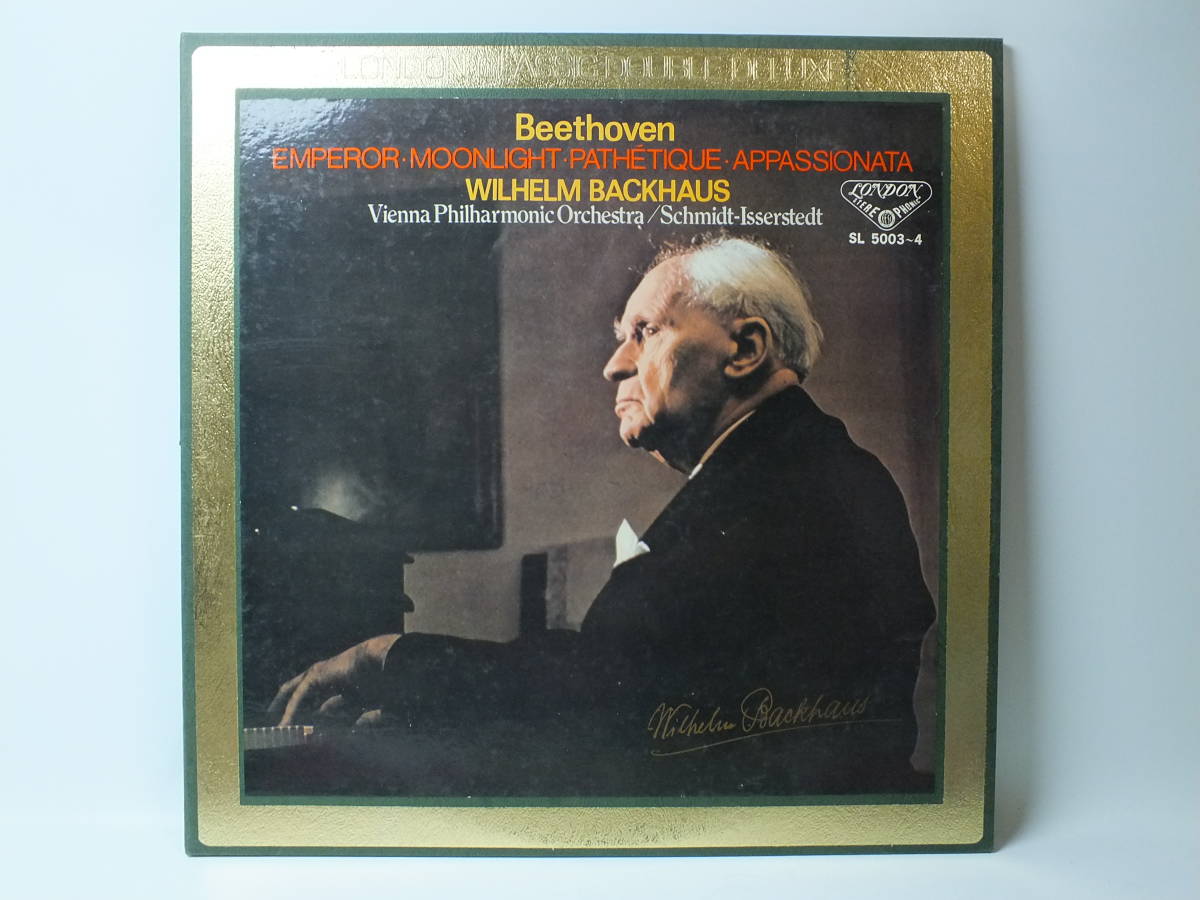 LONDON CLASSIC DOUBLE DELUXE
Beethoven
EMPEROR·MOONLIGHT·PATHÉTIQUE·APPASSIONATA
WILHELM BACKHAUS
Vienna Philharmonic Orchestra/Schmidt-Isserstedt
LONDON
STEREOPHONIC
SL 5003~4
Wilhelm Backhaus